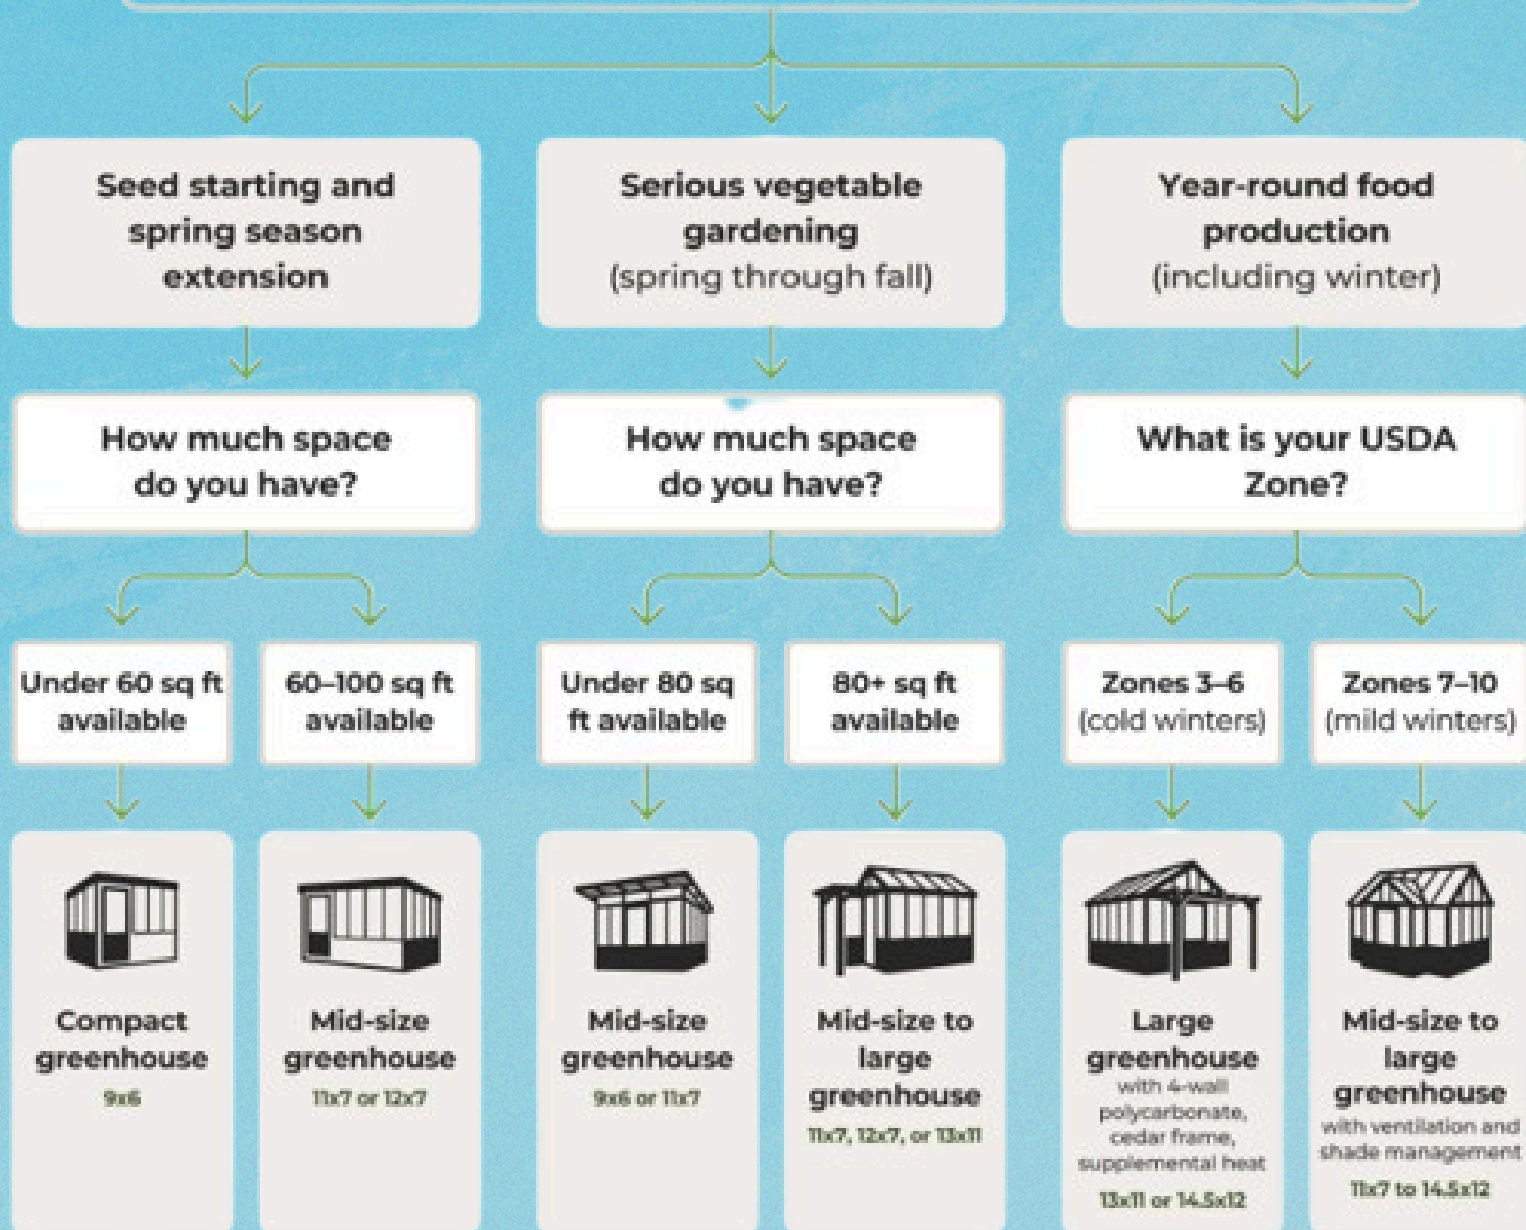 Seed starting and
spring season
extension
Serious vegetable
gardening
(spring through fall)
Year-round food
production
(including winter)
How much space
do you have?
How much space
do you have?
What is your USDA
Zone?
Under 60 sq ft
available
60–100 sq ft
available
Under 80 sq
ft available
80+ sq ft
available
Zones 3–6
(cold winters)
Zones 7–10
(mild winters)
Compact
greenhouse
9x6
Mid-size
greenhouse
11x7 or 12x7
Mid-size
greenhouse
9x6 or 11x7
Mid-size to
large
greenhouse
11x7, 12x7, or 13x11
Large
greenhouse
with 4-wall
polycarbonate,
cedar frame,
supplemental heat
13x11 or 14.5x12
Mid-size to
large
greenhouse
with ventilation and
shade management
11x7 to 14.5x12